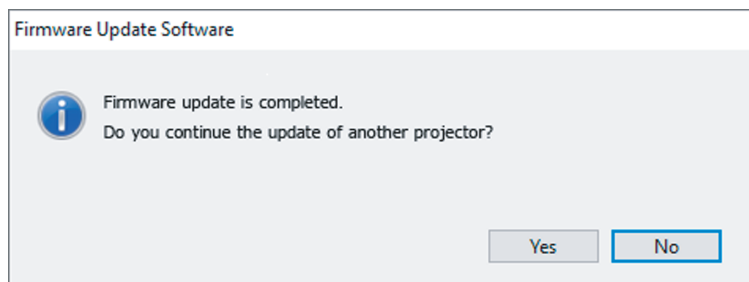 Firmware Update Software
Firmware update is completed.
Do you continue the update of another projector?
Yes No